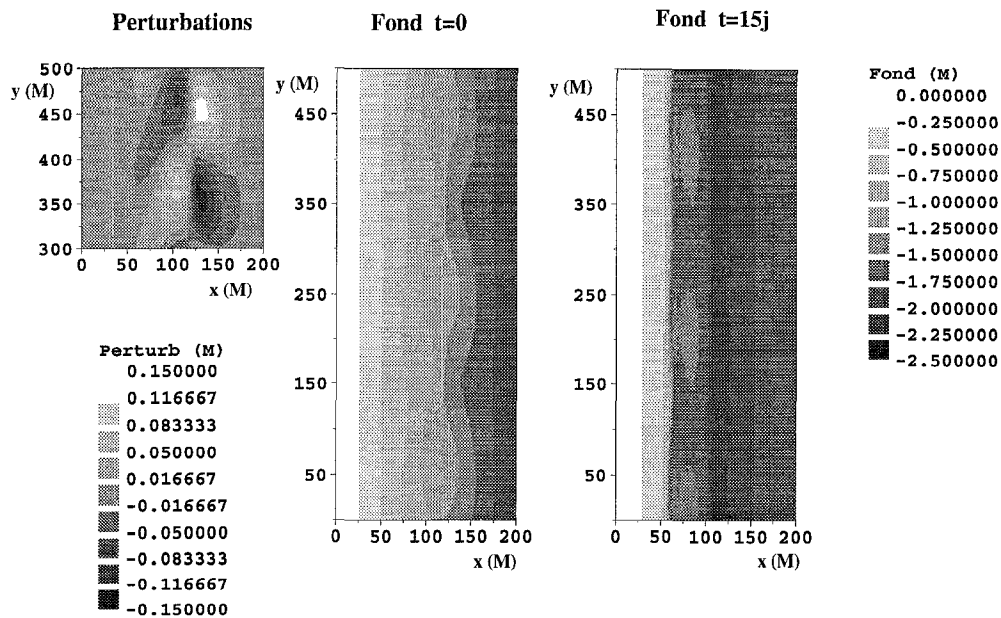 Perturbations
Fond t=0
Fond t=15j
y (M)
500
450
400
350
300
0 50 100 150 200
x (M)
y (M)
450
350
250
150
50
0 50 100 150 200
x (M)
y (M)
450
350
250
150
50
0 50 100 150 200
x (M)
Fond (M)
0.000000
-0.250000
-0.500000
-0.750000
-1.000000
-1.250000
-1.500000
-1.750000
-2.000000
-2.250000
-2.500000
Perturb (M)
0.150000
0.116667
0.083333
0.050000
0.016667
-0.016667
-0.050000
-0.083333
-0.116667
-0.150000